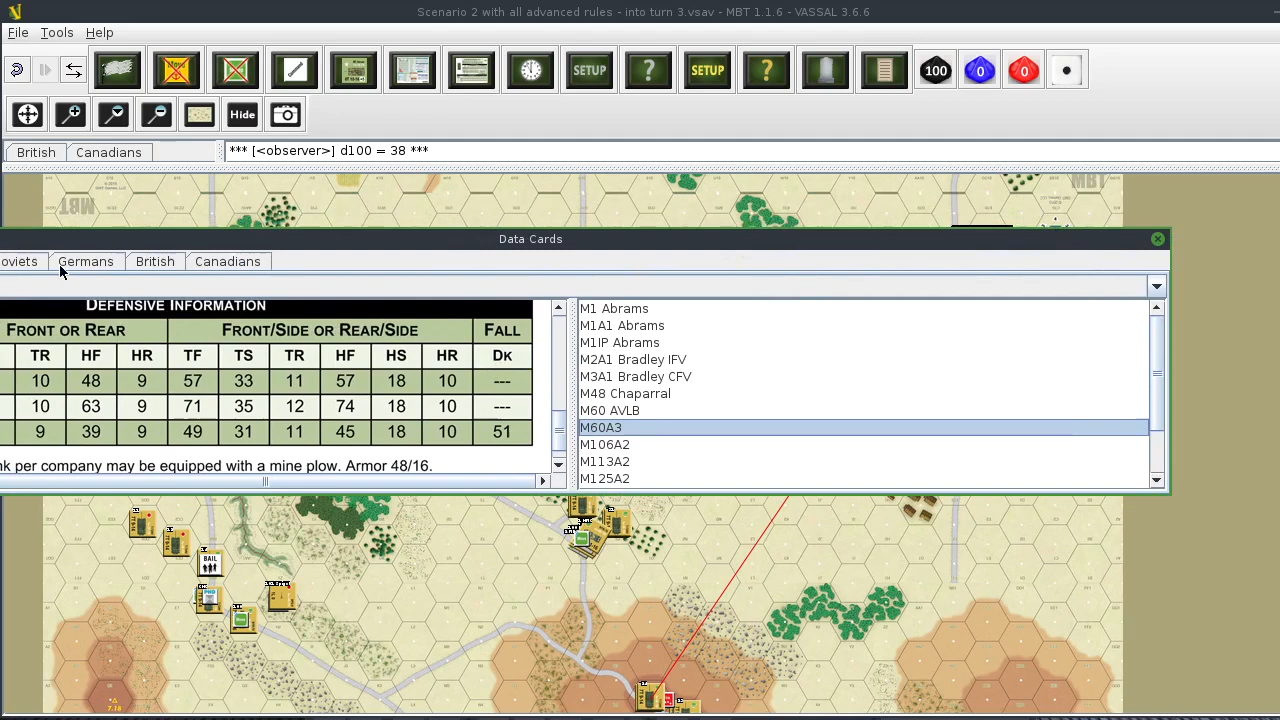 Scenario 2 with all advanced rules - into turn 3.vsav - MBT 1.1.6 - VASSAL 3.6.6
File Tools Help
SETUP ? SETUP ? 100 0 0
Hide
British Canadians *** [<observer>] d100 = 38 ***
MBT MBT
Data Cards
oviets Germans British Canadians
DEFENSIVE INFORMATION
FRONT OR REAR FRONT/SIDE OR REAR/SIDE FALL
TR HF HR TF TS TR HF HS HR DK
10 48 9 57 33 11 57 18 10 ---
10 63 9 71 35 12 74 18 10 ---
9 39 9 49 31 11 45 18 10 51
nk per company may be equipped with a mine plow. Armor 48/16.
M1 Abrams
M1A1 Abrams
M1IP Abrams
M2A1 Bradley IFV
M3A1 Bradley CFV
M48 Chaparral
M60 AVLB
M60A3
M106A2
M113A2
M125A2
BAIL